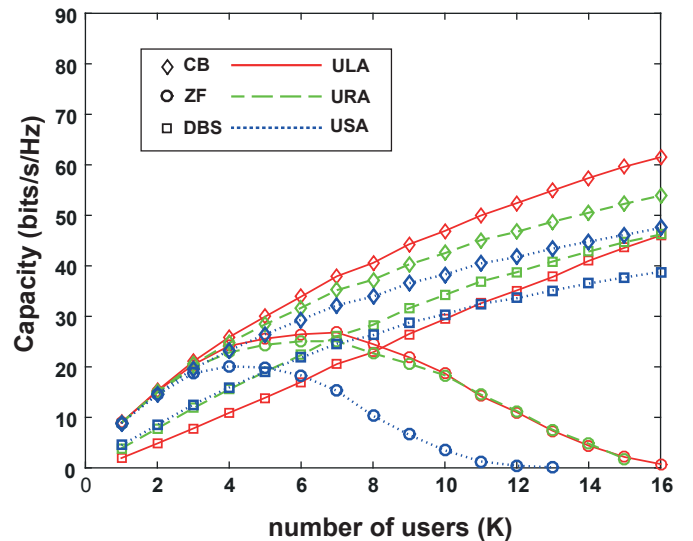 90
80
70
60
50
40
30
20
10
0
CB ULA
ZF URA
DBS USA
Capacity (bits/s/Hz)
0 2 4 6 8 10 12 14 16
number of users (K)